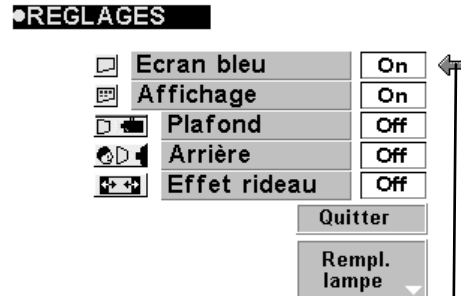 ●REGLAGES
Ecran bleu On
Affichage On
Plafond Off
Arrière Off
Effet rideau Off
Quitter
Rempl.
lampe